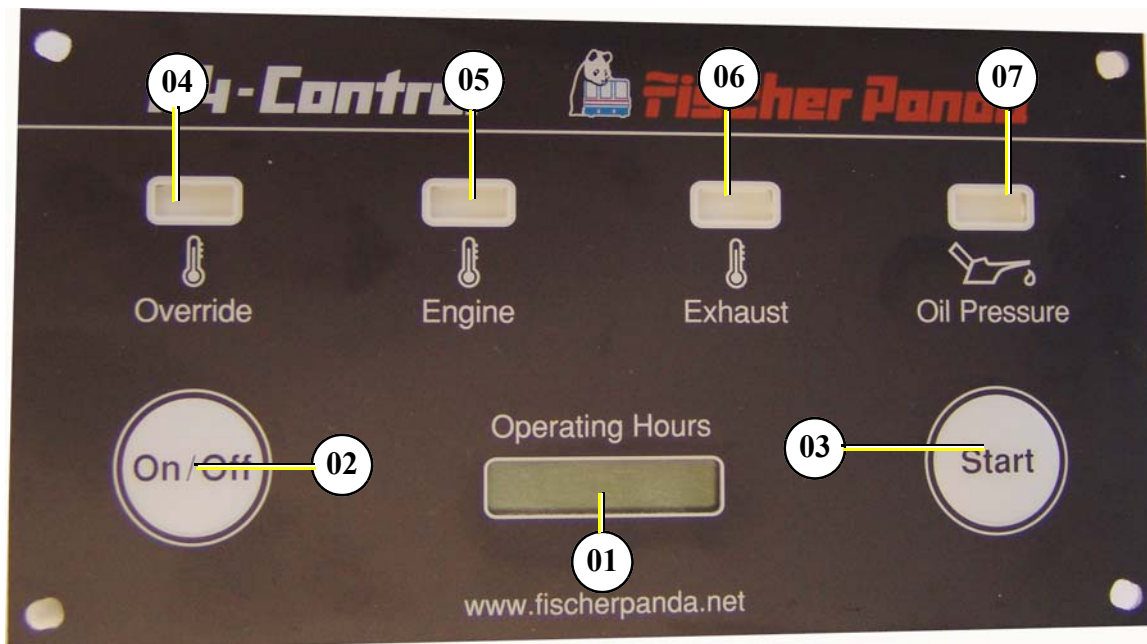 04 05 06 07
Fischer Panda
Override Engine Exhaust Oil Pressure
Operating Hours
On/Off 02 03 Start
01
www.fischerpanda.net